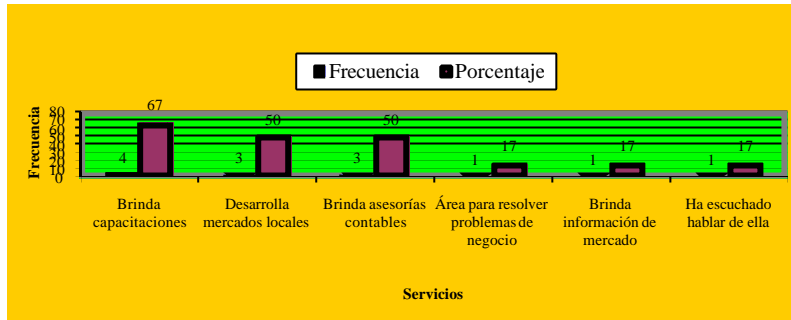 Frecuencia Porcentaje
Frecuencia
80
70
60
50
40
30
20
10
0
4 67 3 50 3 50 1 17 1 17 1 17
Brinda capacitaciones
Desarrolla mercados locales
Brinda asesorías contables
Área para resolver problemas de negocio
Brinda información de mercado
Ha escuchado hablar de ella
Servicios